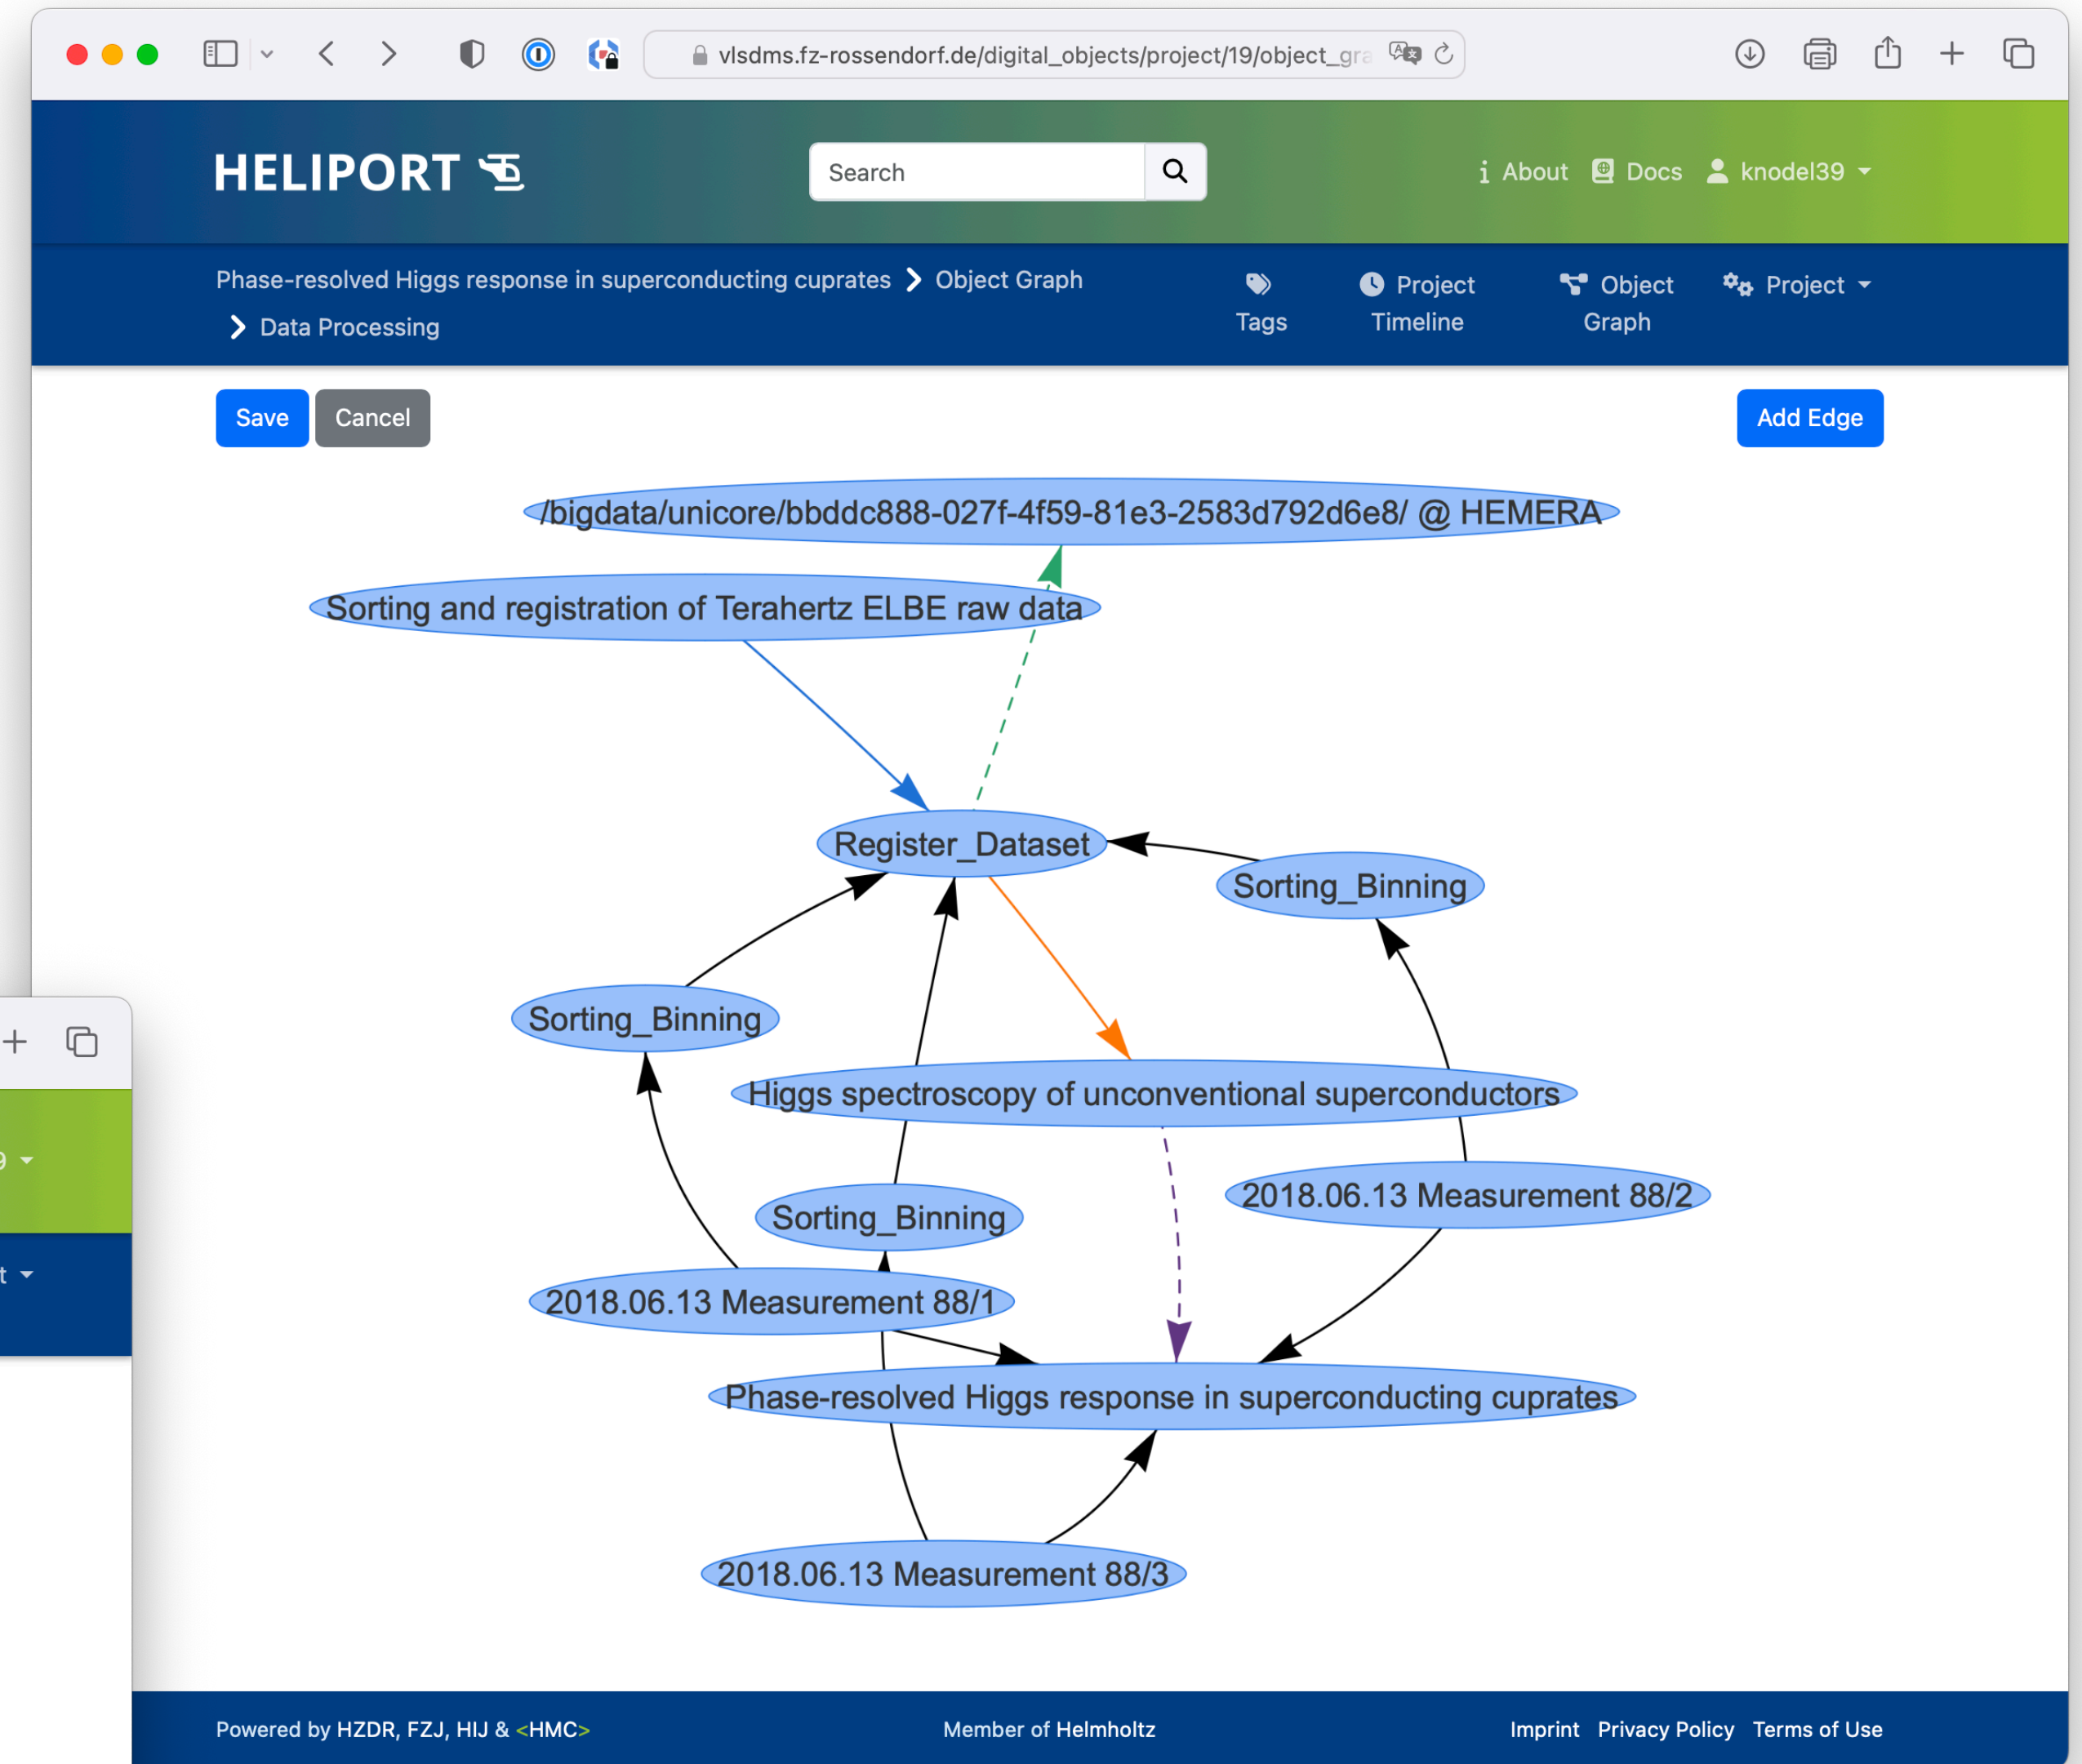 vlsdms.fz-rossendorf.de/digital_objects/project/19/object_gra
HELIPORT
Search
About Docs knodel39
Phase-resolved Higgs response in superconducting cuprates Object Graph
Data Processing
Tags
Project Timeline
Object Graph
Project
Save Cancel
Add Edge
/bigdata/unicore/bbddc888-027f-4f59-81e3-2583d792d6e8/ @ HEMERA
Sorting and registration of Terahertz ELBE raw data
Register_Dataset
Sorting_Binning
Sorting_Binning
Higgs spectroscopy of unconventional superconductors
2018.06.13 Measurement 88/2
Sorting_Binning
2018.06.13 Measurement 88/1
Phase-resolved Higgs response in superconducting cuprates
2018.06.13 Measurement 88/3
9
t
Powered by HZDR, FZJ, HIJ & <HMC>
Member of Helmholtz
Imprint Privacy Policy Terms of Use